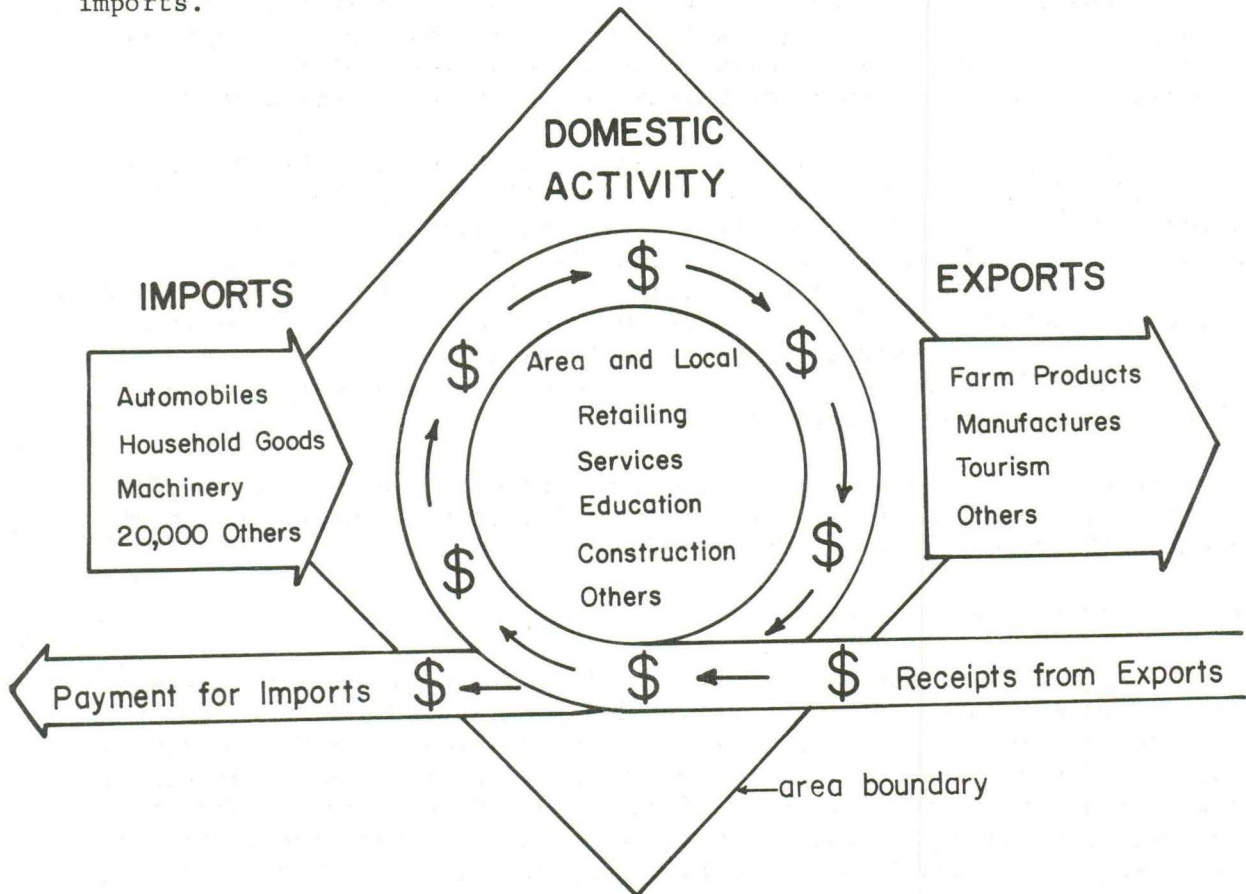 imports.
DOMESTIC
ACTIVITY
IMPORTS
EXPORTS
Automobiles
Household Goods
Machinery
20,000 Others
$
$
$
$
$
$
Area and Local
Retailing
Services
Education
Construction
Others
Farm Products
Manufactures
Tourism
Others
Payment for Imports $
$
$ Receipts from Exports
area boundary